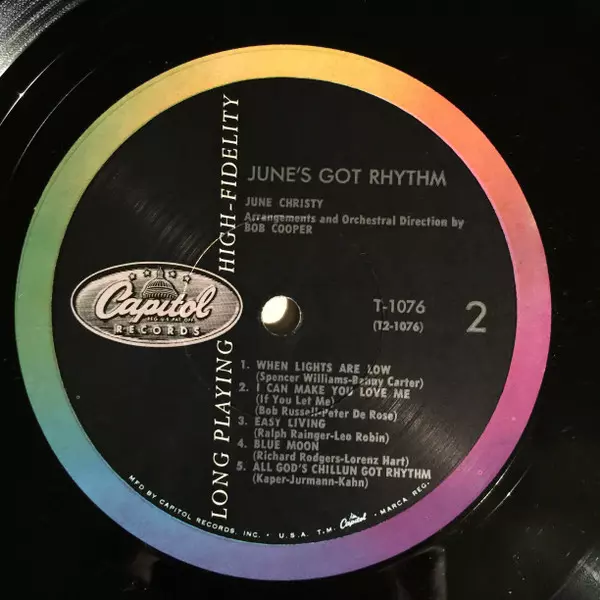 LONG PLAYING HIGH-FIDELITY
JUNE'S GOT RHYTHM
JUNE CHRISTY
Arrangements and Orchestral Direction by
BOB COOPER
Capitol
RECORDS
T-1076
(T2-1076)
2
1. WHEN LIGHTS ARE LOW
(Spencer Williams-Benny Carter)
2. I CAN MAKE YOU LOVE ME
(If You Let Me)
(Bob Russell-Peter De Rose)
3. EASY LIVING
(Ralph Rainger-Leo Robin)
4. BLUE MOON
(Richard Rodgers-Lorenz Hart)
5. ALL GOD'S CHILLUN GOT RHYTHM
(Kaper-Jurmann-Kahn)
MFD BY CAPITOL RECORDS, INC. • U.S.A. T.M. Capitol • MARCA REG.